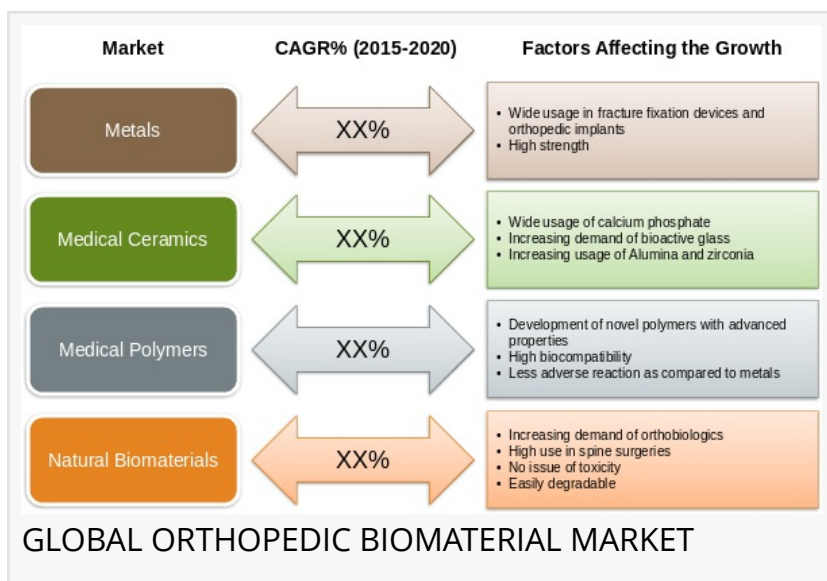 Market
CAGR% (2015-2020)
Factors Affecting the Growth
Metals
XX%
• Wide usage in fracture fixation devices and
orthopedic implants
• High strength
Medical Ceramics
XX%
• Wide usage of calcium phosphate
• Increasing demand of bioactive glass
• Increasing usage of Alumina and zirconia
Medical Polymers
XX%
• Development of novel polymers with advanced
properties
• High biocompatibility
• Less adverse reaction as compared to metals
Natural Biomaterials
XX%
• Increasing demand of orthobiologics
• High use in spine surgeries
• No issue of toxicity
• Easily degradable
GLOBAL ORTHOPEDIC BIOMATERIAL MARKET